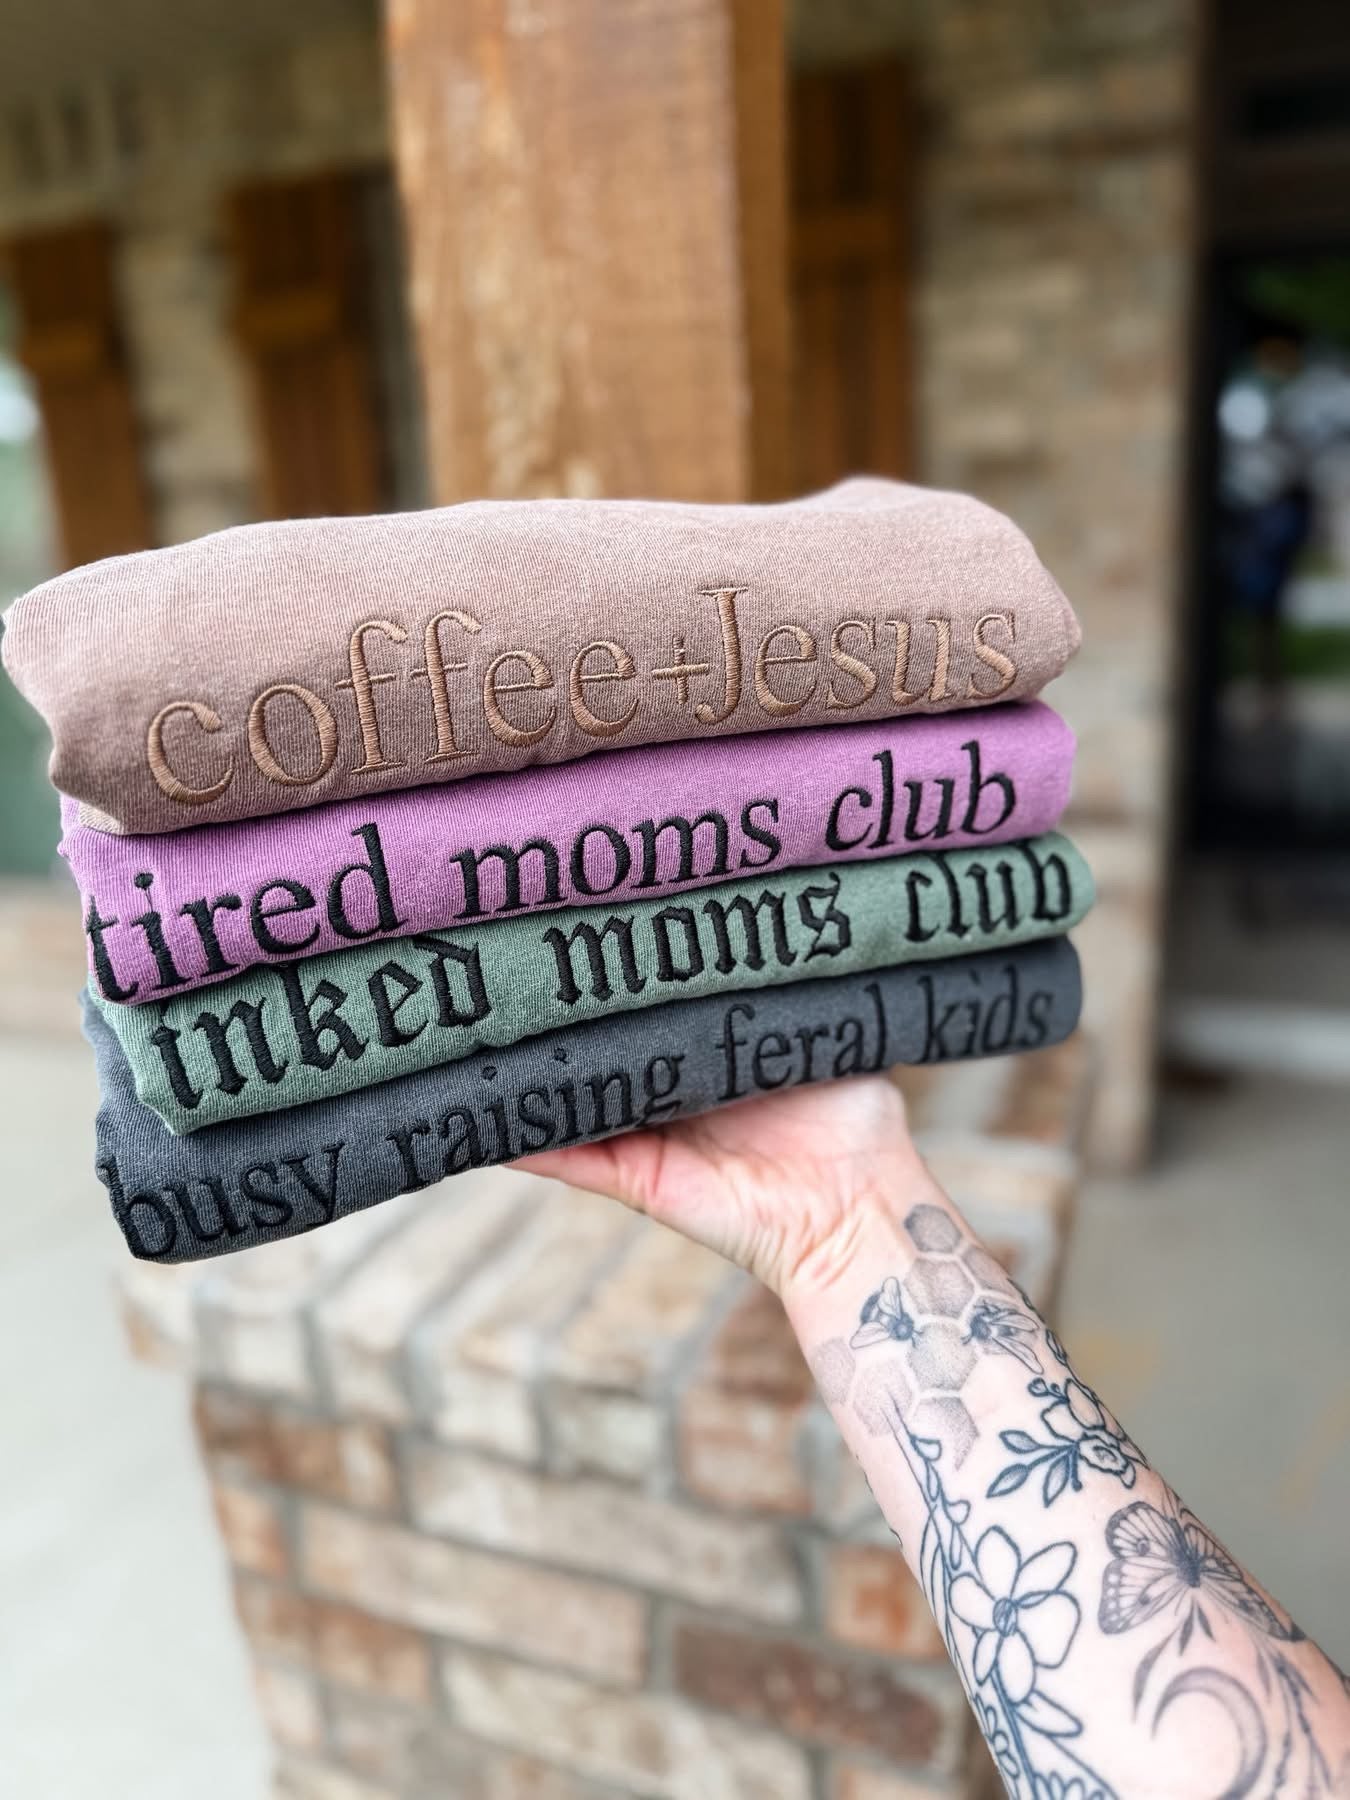 coffee+Jesus
tired moms club
inked moms club
busy raising feral kids